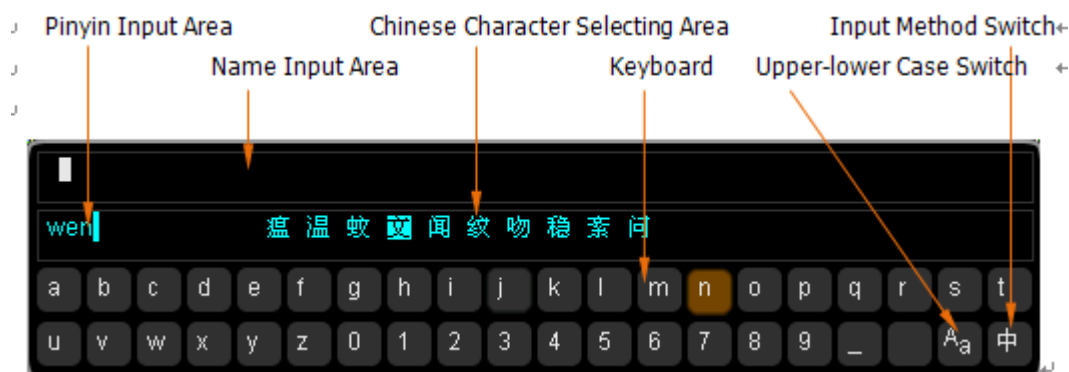 Pinyin Input Area Chinese Character Selecting Area Input Method Switch
Name Input Area Keyboard Upper-lower Case Switch
wen 瘟 温 蚊 文 闻 纹 吻 稳 紊 问
a b c d e f g h i j k l m n o p q r s t
u v w x y z 0 1 2 3 4 5 6 7 8 9 _ Aa 中